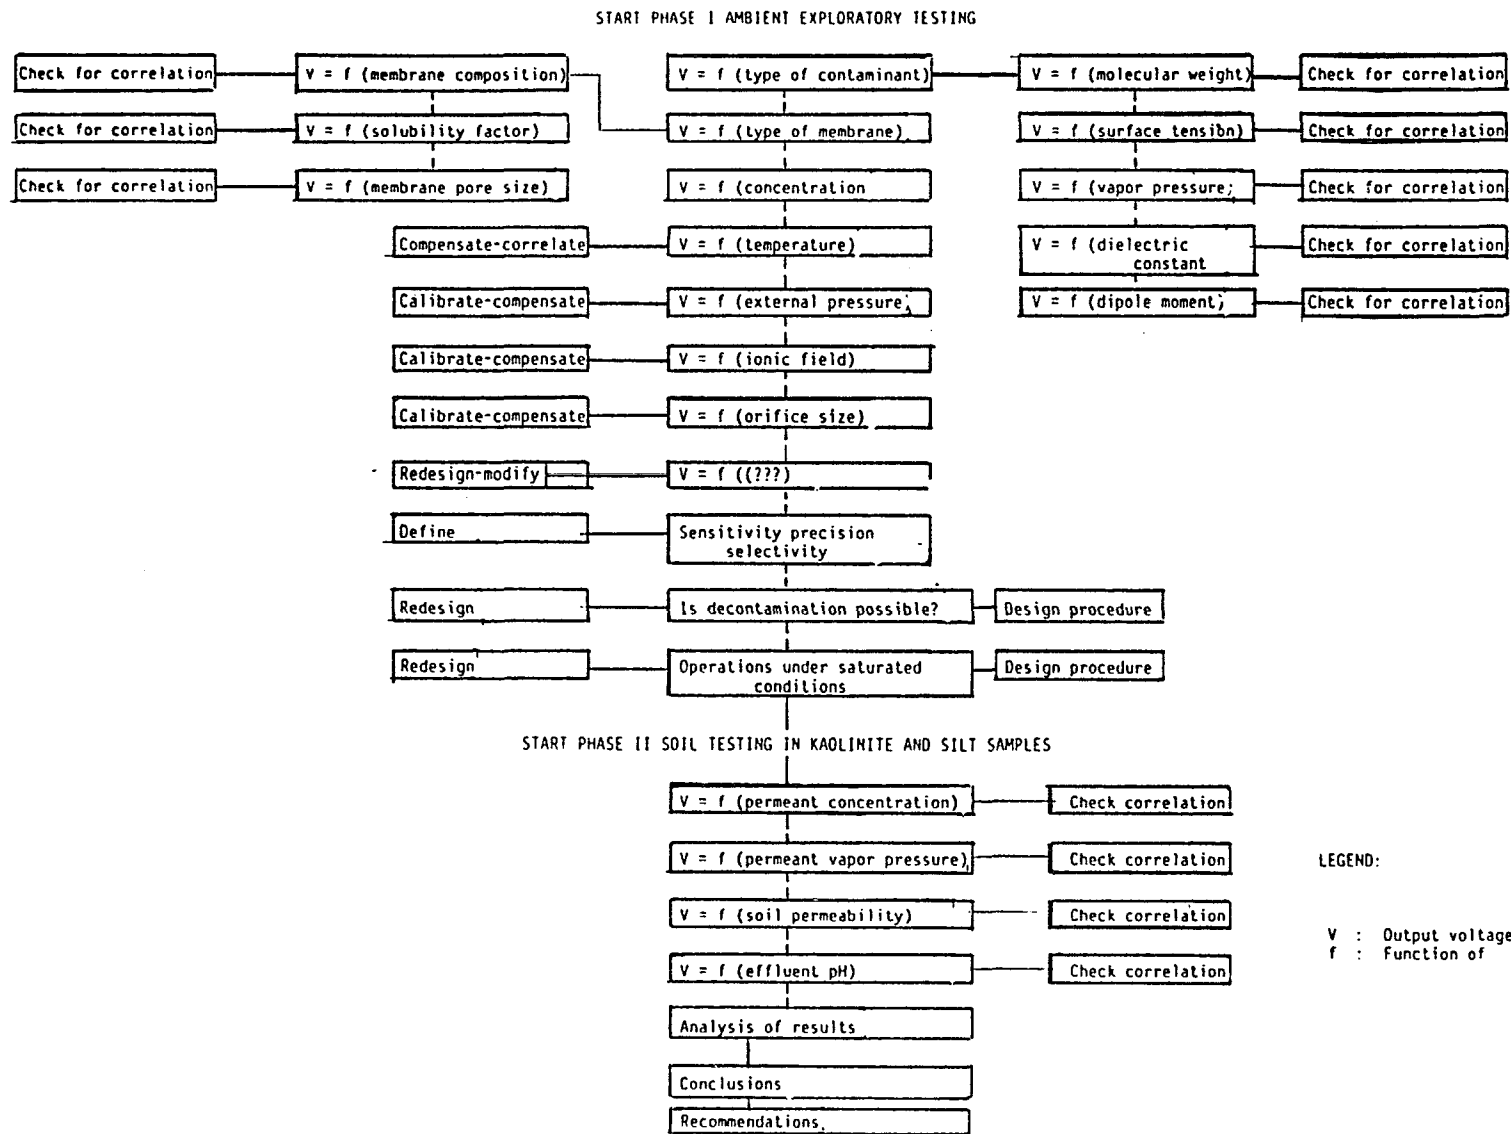 START PHASE I AMBIENT EXPLORATORY TESTING
Check for correlation
V = f (membrane composition)
V = f (type of contaminant)
V = f (molecular weight)
Check for correlation
Check for correlation
V = f (solubility factor)
V = f (type of membrane)
V = f (surface tension)
Check for correlation
Check for correlation
V = f (membrane pore size)
V = f (concentration
V = f (vapor pressure;
Check for correlation
Compensate-correlate
V = f (temperature)
V = f (dielectric
constant
Check for correlation
Calibrate-compensate
V = f (external pressure)
V = f (dipole moment;
Check for correlation
Calibrate-compensate
V = f (ionic field)
Calibrate-compensate
V = f (orifice size)
Redesign-modify
V = f ((???)
Define
Sensitivity precision
selectivity
Redesign
Is decontamination possible?
Design procedure
Redesign
Operations under saturated
conditions
Design procedure
START PHASE II SOIL TESTING IN KAOLINITE AND SILT SAMPLES
V = f (permeant concentration)
Check correlation
V = f (permeant vapor pressure)
Check correlation
V = f (soil permeability)
Check correlation
V = f (effluent pH)
Check correlation
Analysis of results
Conclusions
Recommendations
LEGEND:
V : Output voltage
f : Function of